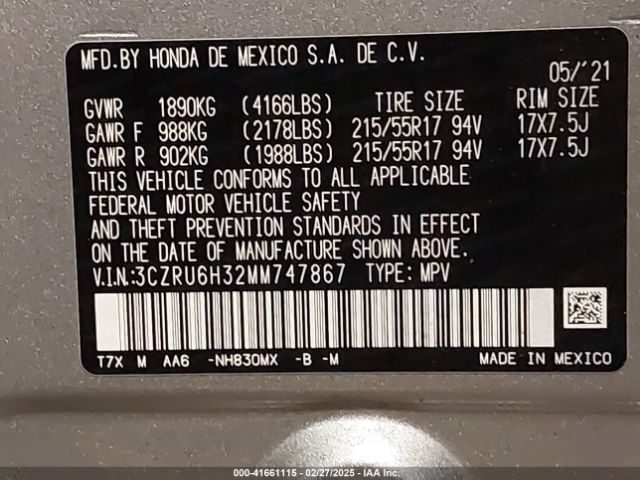 MFD.BY HONDA DE MEXICO S.A. DE C.V.
05/'21
GVWR 1890KG (4166LBS) TIRE SIZE RIM SIZE
GAWR F 988KG (2178LBS) 215/55R17 94V 17X7.5J
GAWR R 902KG (1988LBS) 215/55R17 94V 17X7.5J
THIS VEHICLE CONFORMS TO ALL APPLICABLE
FEDERAL MOTOR VEHICLE SAFETY
AND THEFT PREVENTION STANDARDS IN EFFECT
ON THE DATE OF MANUFACTURE SHOWN ABOVE.
V.I.N:3CZRU6H32MM747867 TYPE: MPV
T7X M AA6 -NH830MX -B -M MADE IN MEXICO
000-41661115 - 02/27/2025 - IAA Inc.